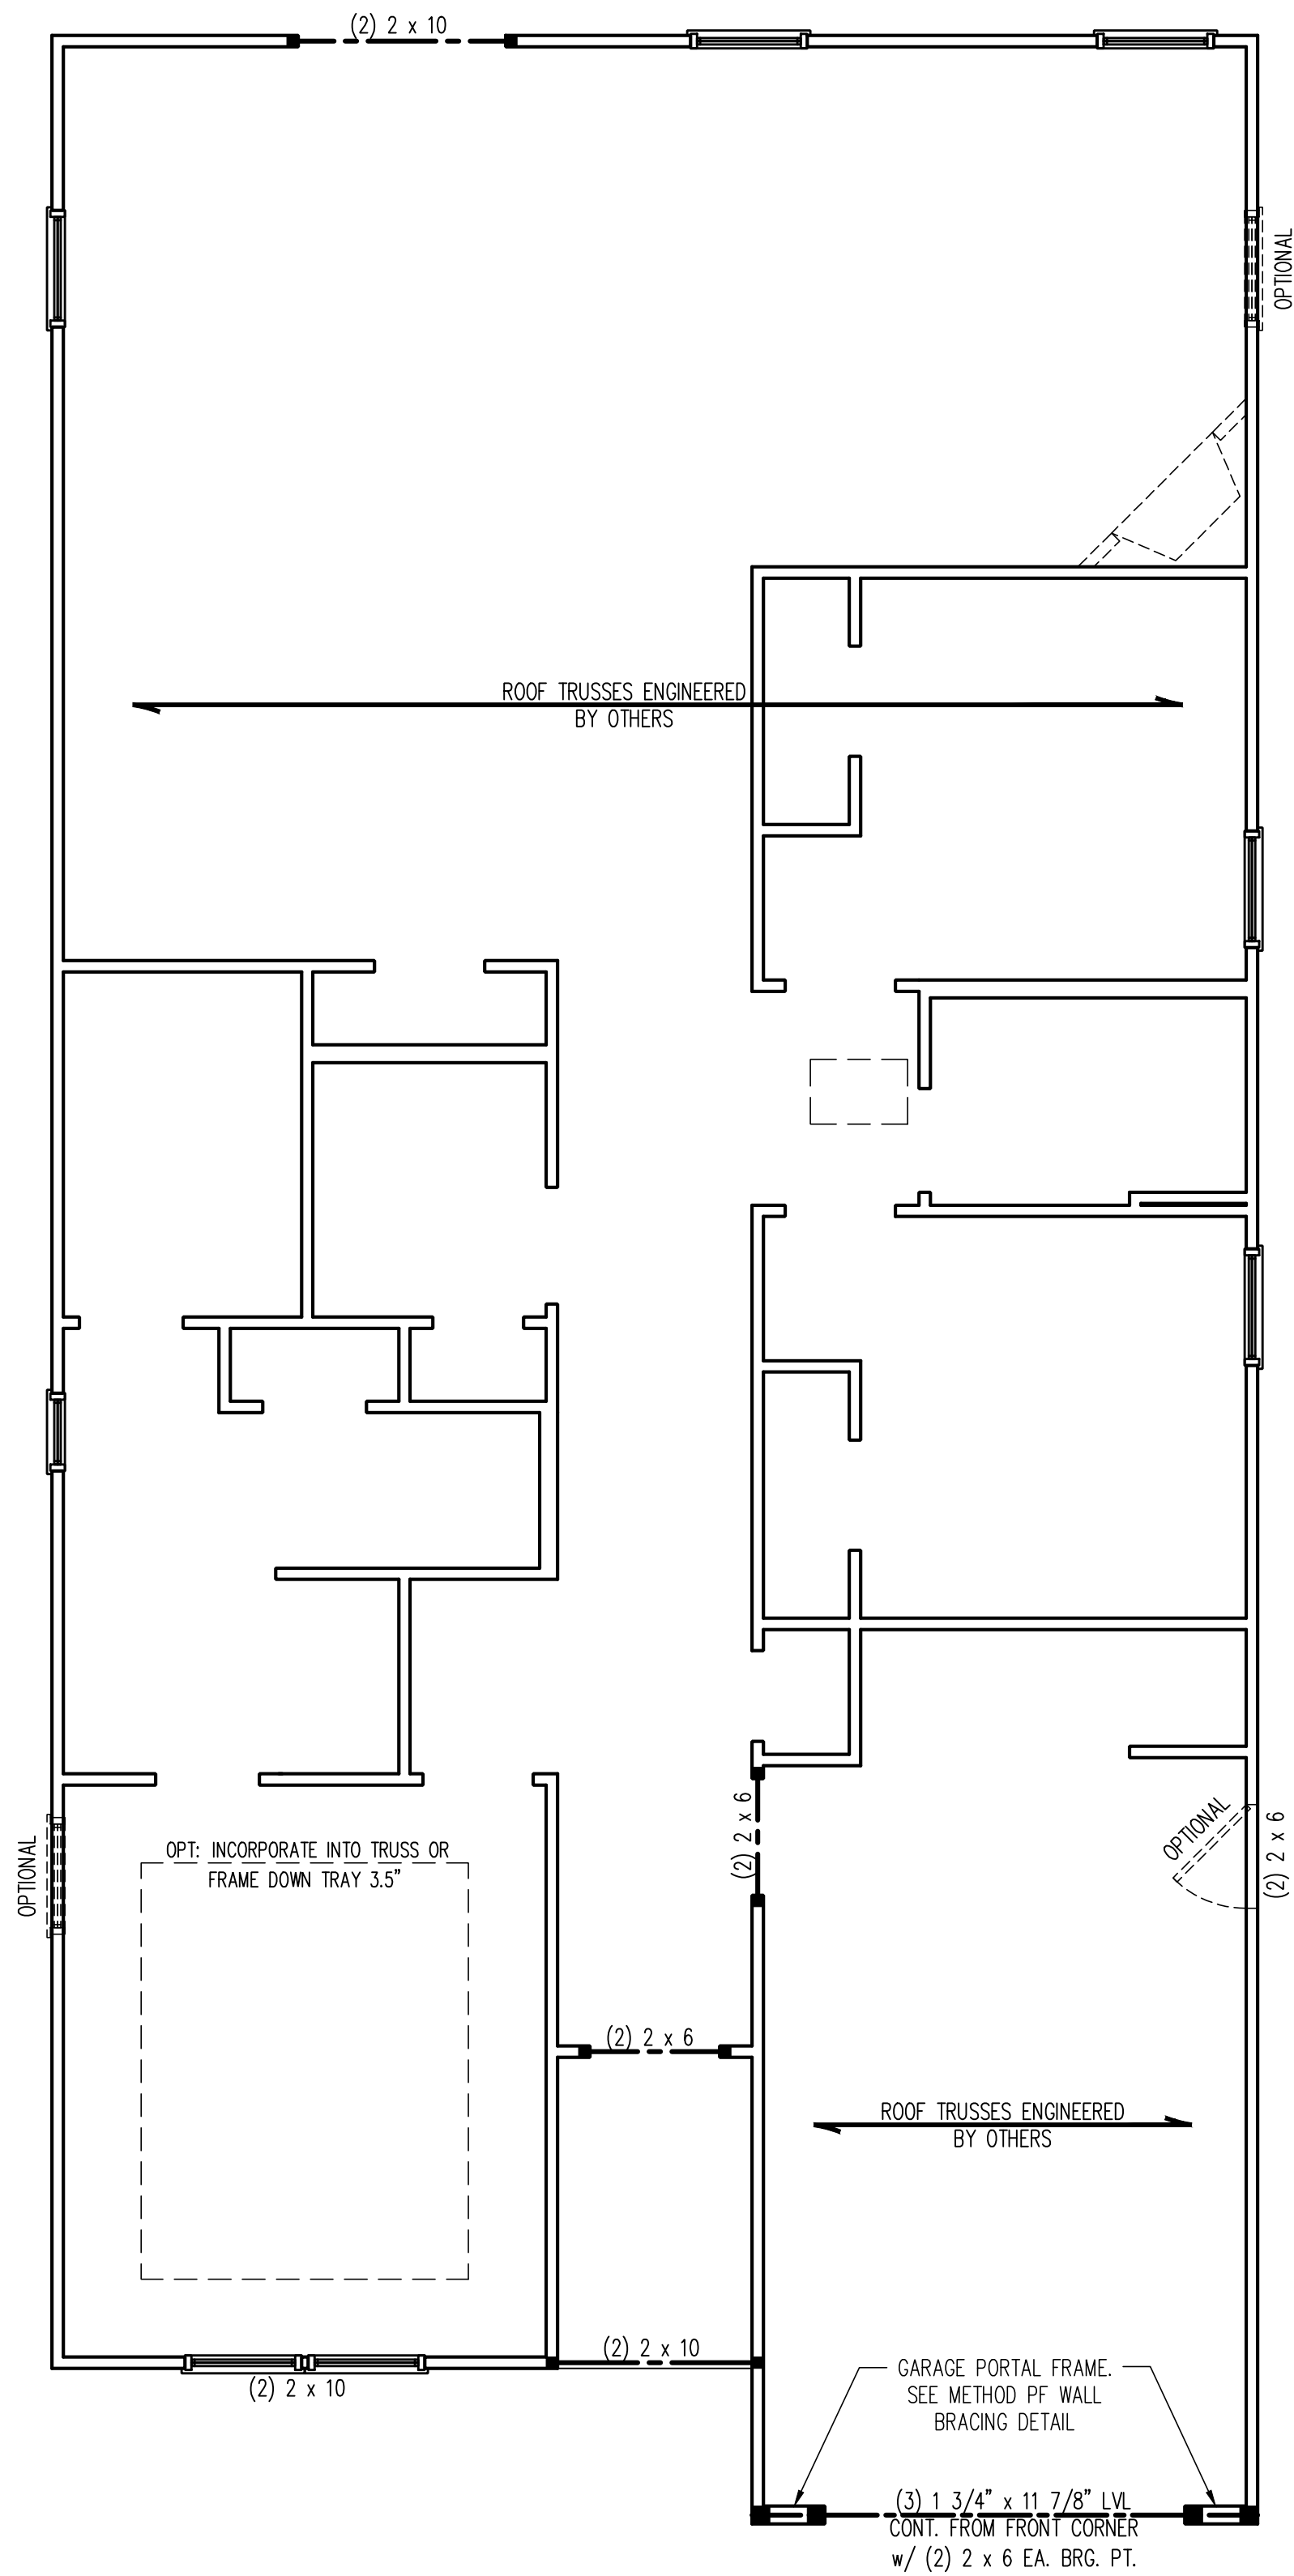 (2) 2 x 10
OPTIONAL
ROOF TRUSSES ENGINEERED
BY OTHERS
(2) 2 x 6
OPTIONAL
(2) 2 x 6
OPTIONAL
OPT: INCORPORATE INTO TRUSS OR
FRAME DOWN TRAY 3.5"
(2) 2 x 6
ROOF TRUSSES ENGINEERED
BY OTHERS
(2) 2 x 10
(2) 2 x 10
GARAGE PORTAL FRAME.
SEE METHOD PF WALL
BRACING DETAIL
(3) 1 3/4" x 11 7/8" LVL
CONT. FROM FRONT CORNER
w/ (2) 2 x 6 EA. BRG. PT.